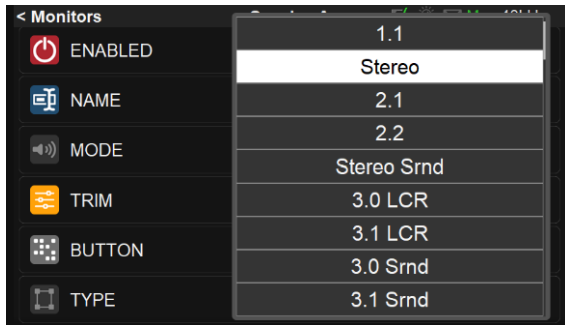 < Monitors
ENABLED
NAME
MODE
TRIM
BUTTON
TYPE
1.1
Stereo
2.1
2.2
Stereo Srnd
3.0 LCR
3.1 LCR
3.0 Srnd
3.1 Srnd